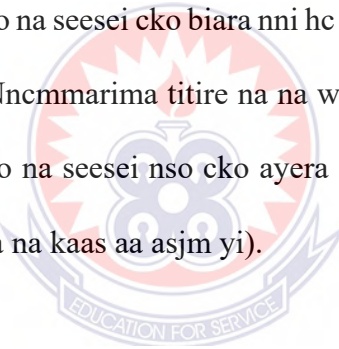 o na seesei cko biara nni hc
Nncmmarima titire na na w
o na seesei nso cko ayera
a na kaas aa asjm yi).
EDUCATION FOR SERVICE